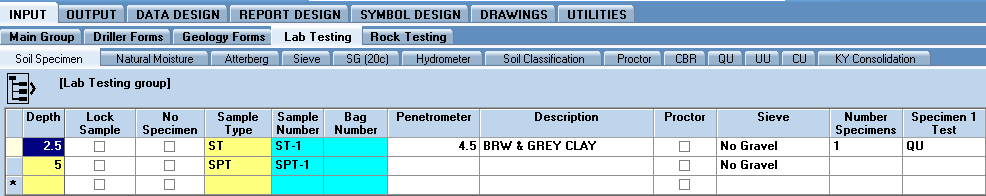 INPUT OUTPUT DATA DESIGN REPORT DESIGN SYMBOL DESIGN DRAWINGS UTILITIES
Main Group Driller Forms Geology Forms Lab Testing Rock Testing
Soil Specimen Natural Moisture Atterberg Sieve SG (20c) Hydrometer Soil Classification Proctor CBR QU UU CU KY Consolidation
[Lab Testing group]
Depth Lock Sample No Specimen Sample Type Sample Number Bag Number Penetrometer Description Proctor Sieve Number Specimens Specimen 1 Test
2.5 ST ST-1 4.5 BRW & GREY CLAY No Gravel 1 QU
5 SPT SPT-1 No Gravel
*